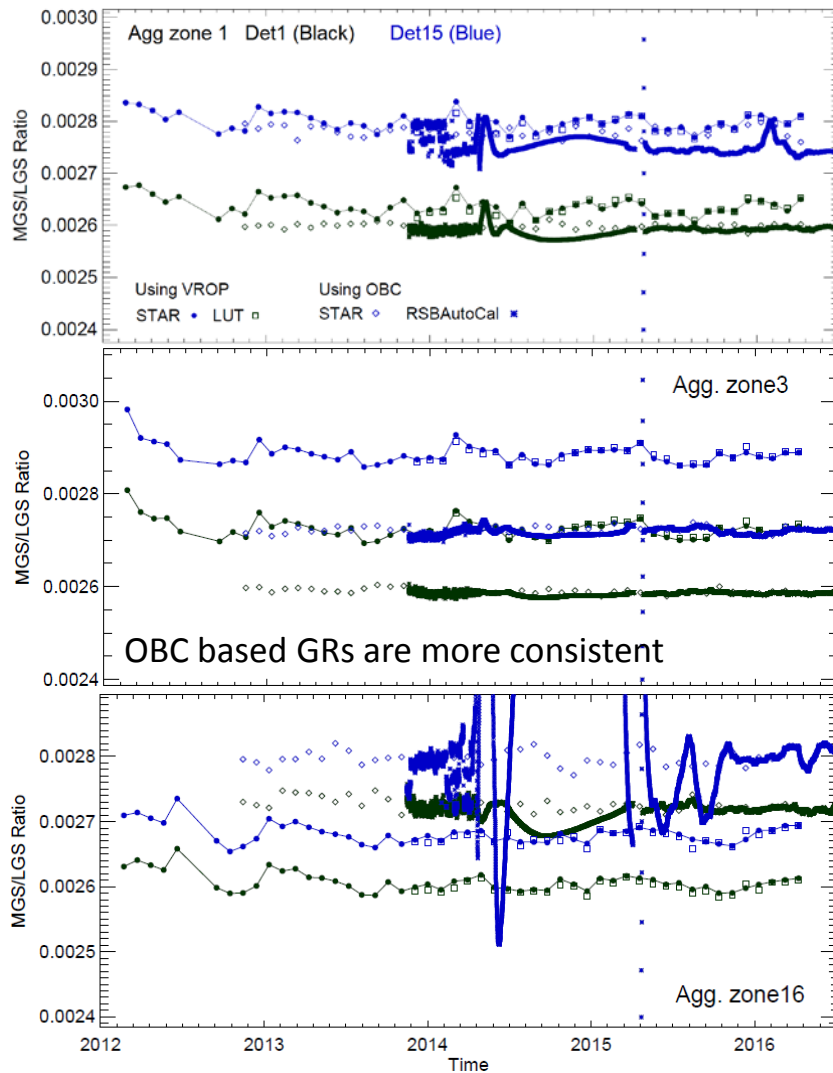 Agg zone 1 Det1 (Black) Det15 (Blue)
0.0030
0.0029
0.0028
0.0027
0.0026
0.0025
0.0024
MGS/LGS Ratio
Using VROP Using OBC
STAR LUT STAR RSBAutoCal
Agg. zone3
0.0030
0.0028
0.0027
0.0026
0.0024
MGS/LGS Ratio
OBC based GRs are more consistent
0.0028
0.0027
0.0026
0.0025
0.0024
MGS/LGS Ratio
Agg. zone16
2012 2013 2014 2015 2016
Time